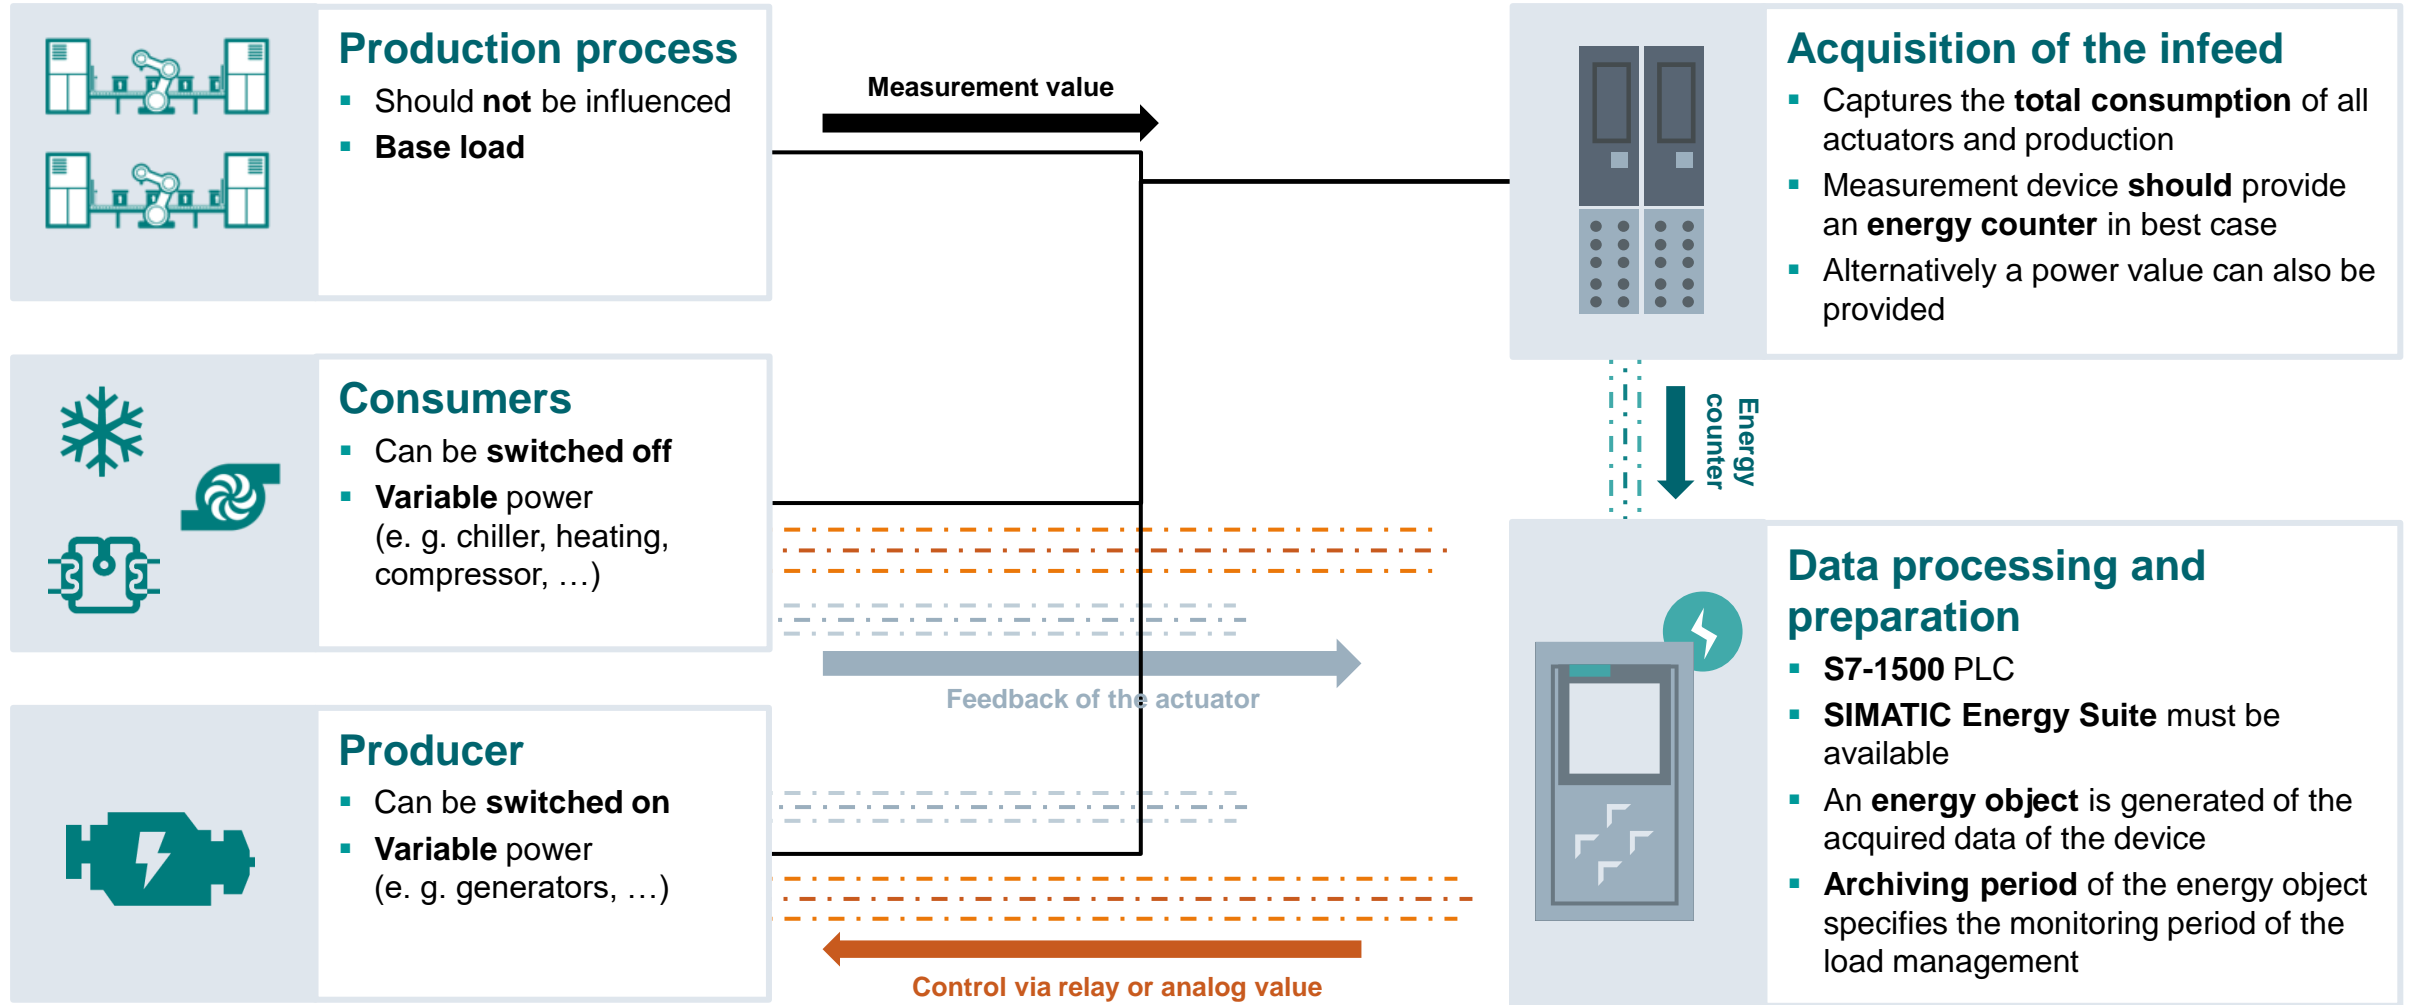 Production process
▪ Should not be influenced
▪ Base load
Measurement value
Acquisition of the infeed
▪ Captures the total consumption of all
actuators and production
▪ Measurement device should provide
an energy counter in best case
▪ Alternatively a power value can also be
provided
Consumers
▪ Can be switched off
▪ Variable power
(e. g. chiller, heating,
compressor, …)
Energy
counter
Feedback of the actuator
Data processing and
preparation
▪ S7-1500 PLC
▪ SIMATIC Energy Suite must be
available
▪ An energy object is generated of the
acquired data of the device
▪ Archiving period of the energy object
specifies the monitoring period of the
load management
Producer
▪ Can be switched on
▪ Variable power
(e. g. generators, …)
Control via relay or analog value